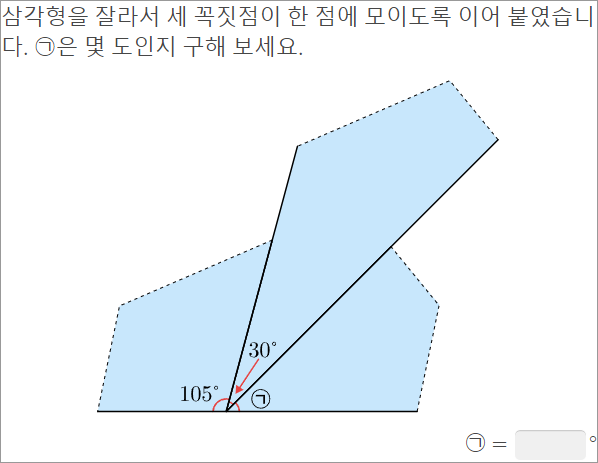 삼각형을 잘라서 세 꼭짓점이 한 점에 모이도록 이어 붙였습니
다. ㉠은 몇 도인지 구해 보세요.
30°
105°
㉠
㉠ = °